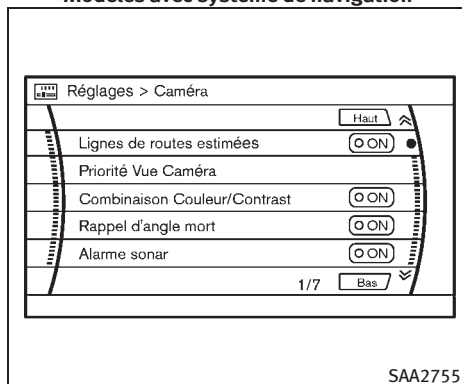 Modèles avec système de navigation
Réglages > Caméra
Haut
Lignes de routes estimées ON
Priorité Vue Caméra
Combinaison Couleur/Contrast ON
Rappel d'angle mort ON
Alarme sonar ON
1/7 Bas
SAA2755